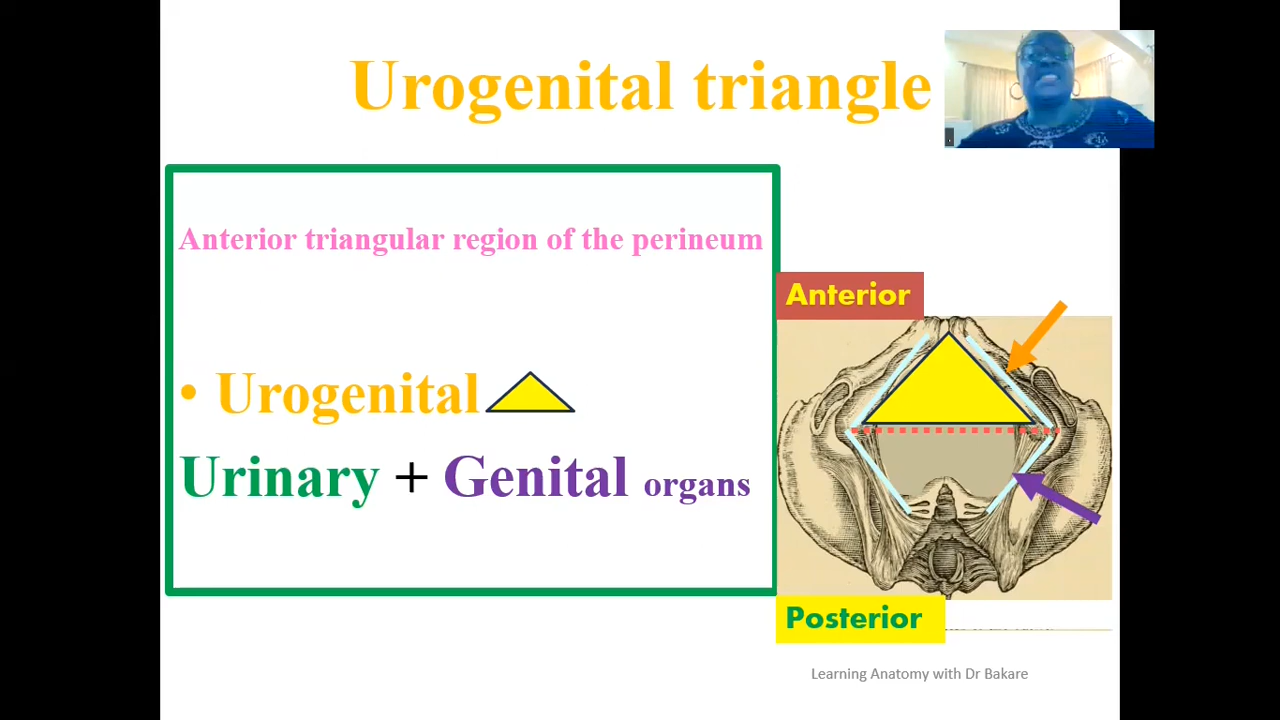 Urogenital triangle
Anterior triangular region of the perineum
• Urogenital
Urinary + Genital organs
Anterior
Posterior
Learning Anatomy with Dr Bakare